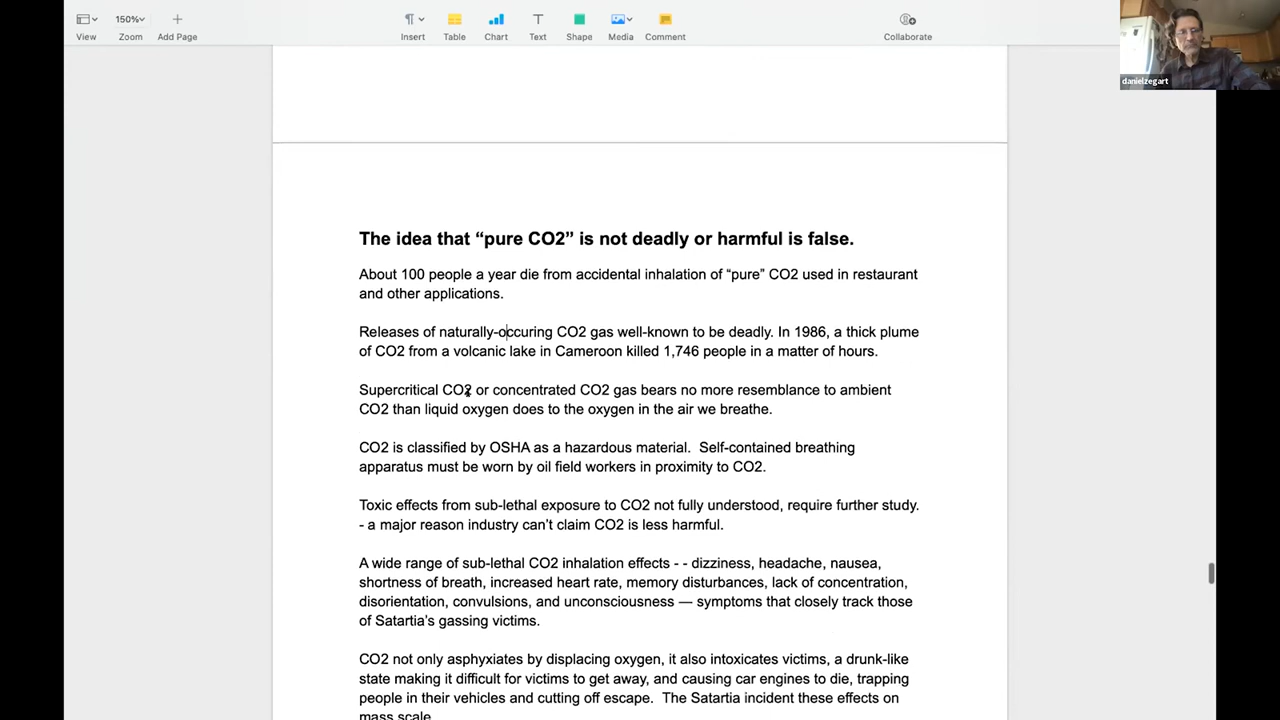 View
150%
Zoom
Add Page
Insert
Table
Chart
Text
Shape
Media
Comment
Collaborate
danielzegart
The idea that “pure CO2” is not deadly or harmful is false.
About 100 people a year die from accidental inhalation of “pure” CO2 used in restaurant
and other applications.
Releases of naturally-occuring CO2 gas well-known to be deadly. In 1986, a thick plume
of CO2 from a volcanic lake in Cameroon killed 1,746 people in a matter of hours.
Supercritical CO2 or concentrated CO2 gas bears no more resemblance to ambient
CO2 than liquid oxygen does to the oxygen in the air we breathe.
CO2 is classified by OSHA as a hazardous material.  Self-contained breathing
apparatus must be worn by oil field workers in proximity to CO2.
Toxic effects from sub-lethal exposure to CO2 not fully understood, require further study.
- a major reason industry can’t claim CO2 is less harmful.
A wide range of sub-lethal CO2 inhalation effects - - dizziness, headache, nausea,
shortness of breath, increased heart rate, memory disturbances, lack of concentration,
disorientation, convulsions, and unconsciousness — symptoms that closely track those
of Satartia’s gassing victims.
CO2 not only asphyxiates by displacing oxygen, it also intoxicates victims, a drunk-like
state making it difficult for victims to get away, and causing car engines to die, trapping
people in their vehicles and cutting off escape.  The Satartia incident these effects on
mass scale